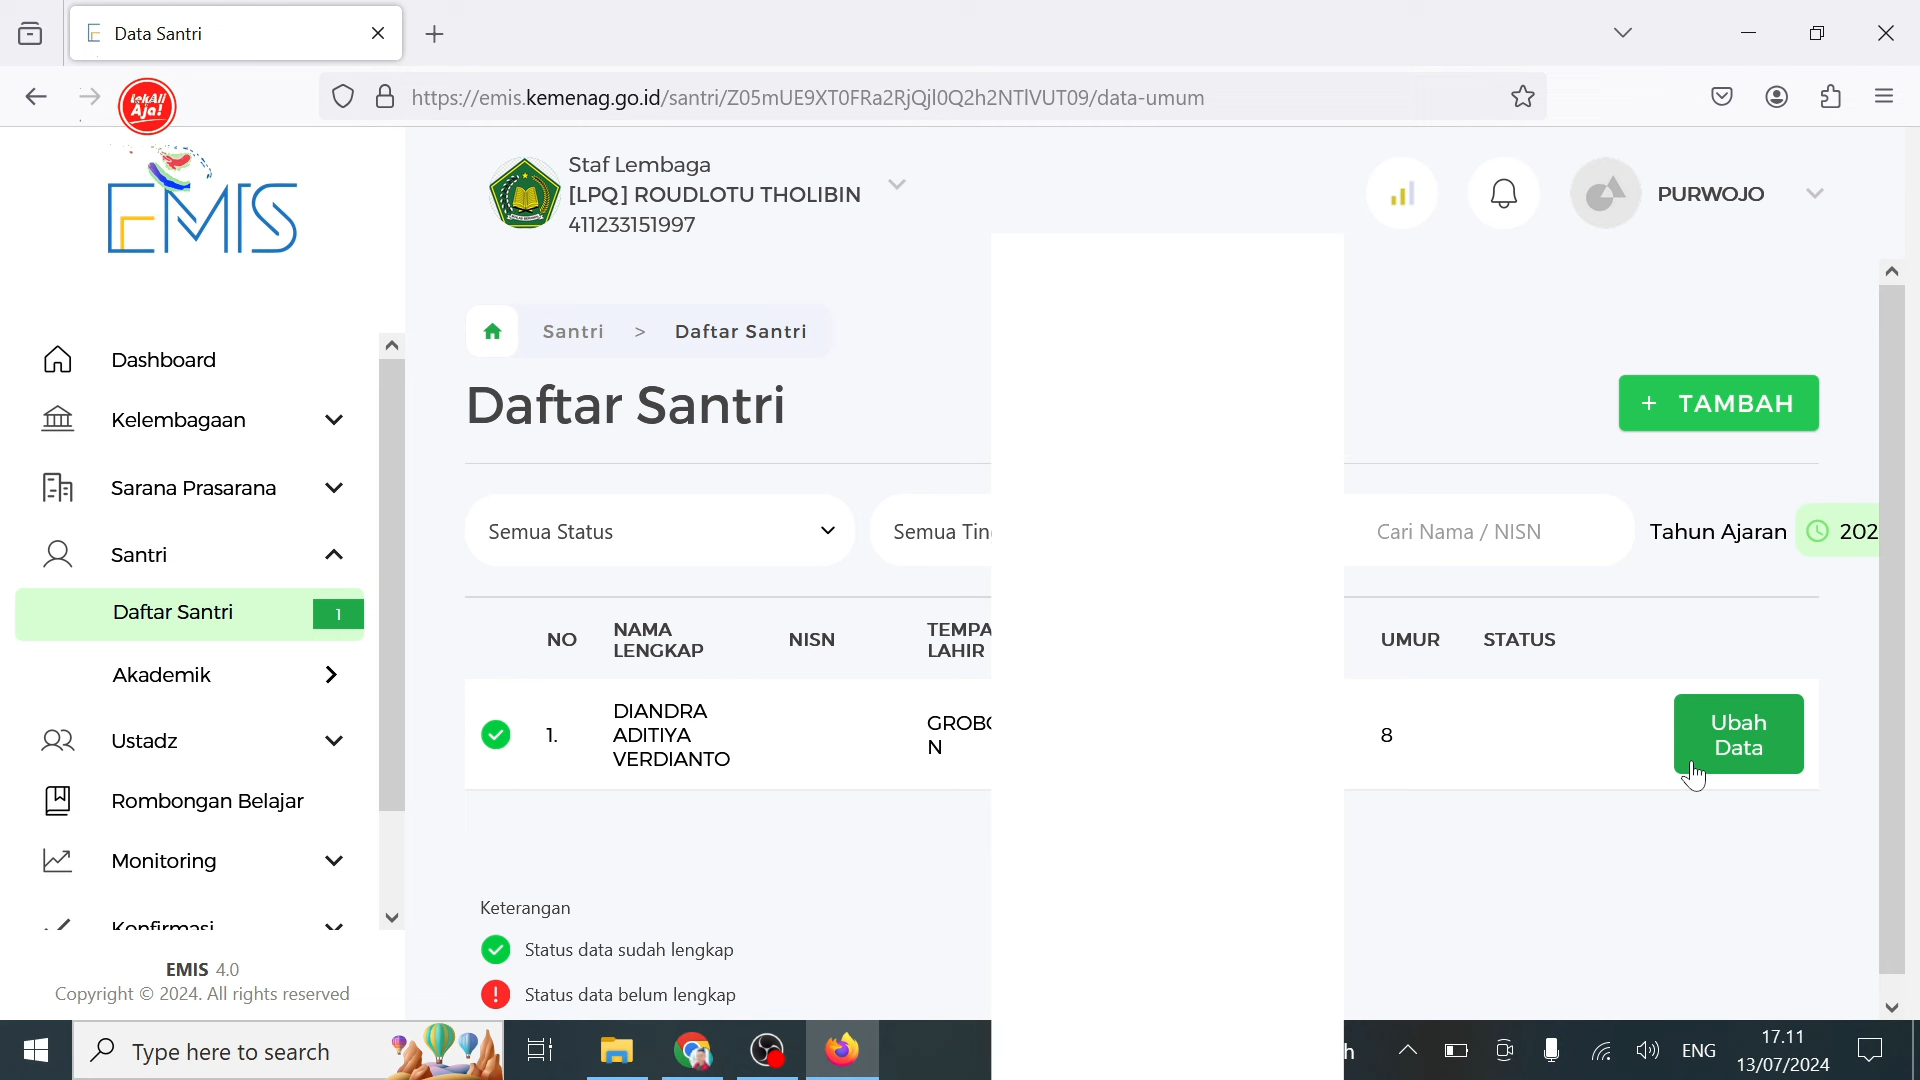 Data Santri
https://emis.kemenag.go.id/santri/Z05mUE9XT0FRa2RjQjl0Q2h2NTlVUT09/data-umum
lekAli
Aja!
EMIS
Staf Lembaga
[LPQ] ROUDLOTU THOLIBIN
411233151997
PURWOJO
Santri > Daftar Santri
Daftar Santri
+ TAMBAH
Dashboard
Kelembagaan
Sarana Prasarana
Santri
Daftar Santri 1
Akademik
Ustadz
Rombongan Belajar
Monitoring
Konfirmasi
EMIS 4.0
Copyright © 2024. All rights reserved
Semua Status
Semua
Cari Nama / NISN
Tahun Ajaran
NO
NAMA
LENGKAP
NISN
LAHIR
UMUR
STATUS
1.
DIANDRA
ADITIYA
VERDIANTO
N
8
Ubah
Data
Keterangan
Status data sudah lengkap
! Status data belum lengkap
Type here to search
ENG
17.11
13/07/2024